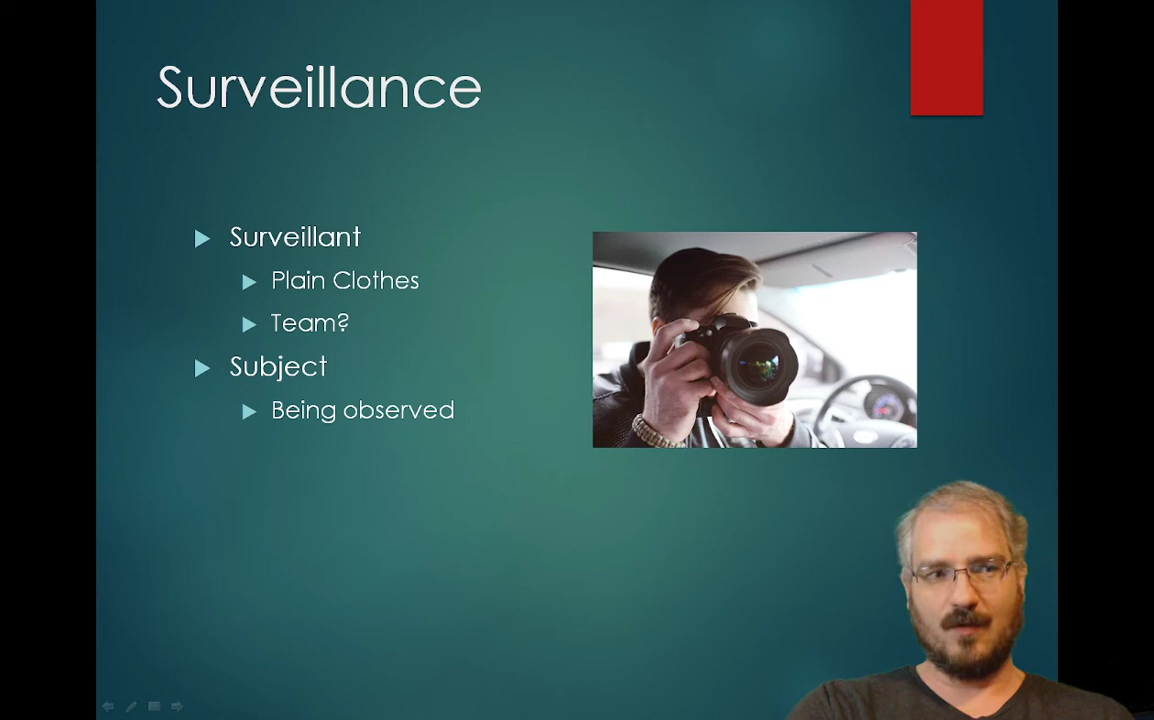 Surveillance
Surveillant
Plain Clothes
Team?
Subject
Being observed